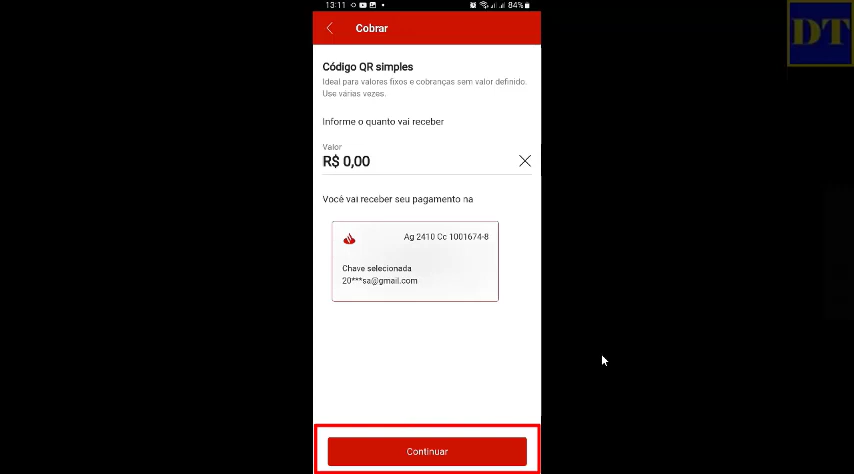 13:11
84%
DT
Cobrar
Código QR simples
Ideal para valores fixos e cobranças sem valor definido.
Use várias vezes.
Informe o quanto vai receber
Valor
R$ 0,00
Você vai receber seu pagamento na
Ag 2410 Cc 1001674-8
Chave selecionada
20***sa@gmail.com
Continuar